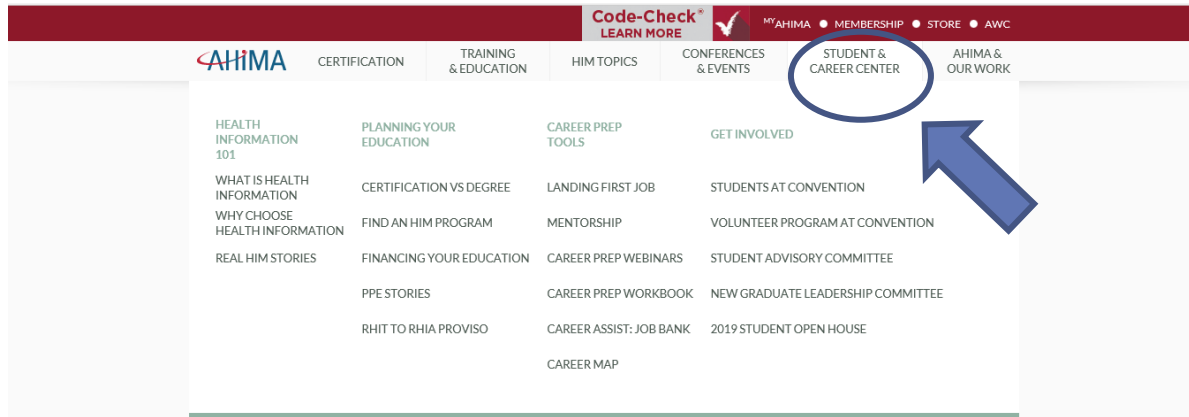 Code-Check®
LEARN MORE
MYAHIMA ● MEMBERSHIP ● STORE ● AWC
AHiMA
CERTIFICATION
TRAINING
& EDUCATION
HIM TOPICS
CONFERENCES
& EVENTS
STUDENT &
CAREER CENTER
AHIMA &
OUR WORK
HEALTH
INFORMATION
101
WHAT IS HEALTH
INFORMATION
WHY CHOOSE
HEALTH INFORMATION
REAL HIM STORIES
PLANNING YOUR
EDUCATION
CERTIFICATION VS DEGREE
FIND AN HIM PROGRAM
FINANCING YOUR EDUCATION
PPE STORIES
RHIT TO RHIA PROVISO
CAREER PREP
TOOLS
LANDING FIRST JOB
MENTORSHIP
CAREER PREP WEBINARS
CAREER PREP WORKBOOK
CAREER ASSIST: JOB BANK
CAREER MAP
GET INVOLVED
STUDENTS AT CONVENTION
VOLUNTEER PROGRAM AT CONVENTION
STUDENT ADVISORY COMMITTEE
NEW GRADUATE LEADERSHIP COMMITTEE
2019 STUDENT OPEN HOUSE